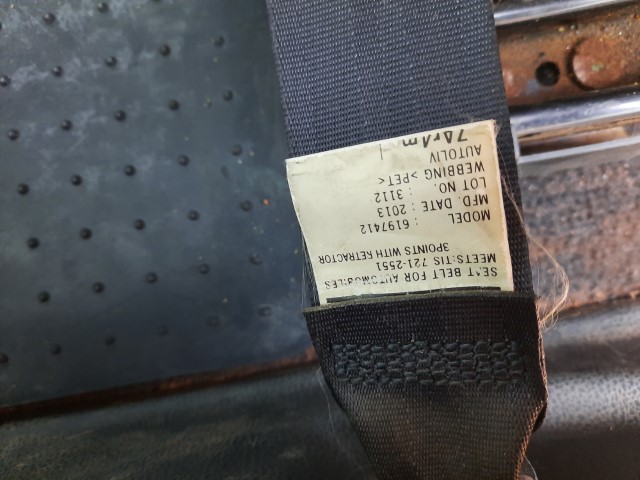 SEAT BELT FOR AUTOMOBILES
MEETS:TIS 721-2551
3POINTS WITH RETRACTOR
MODEL : 6197412
MFD. DATE : 2013
LOT NO. : 3112
WEBBING >PET<
AUTOLIV